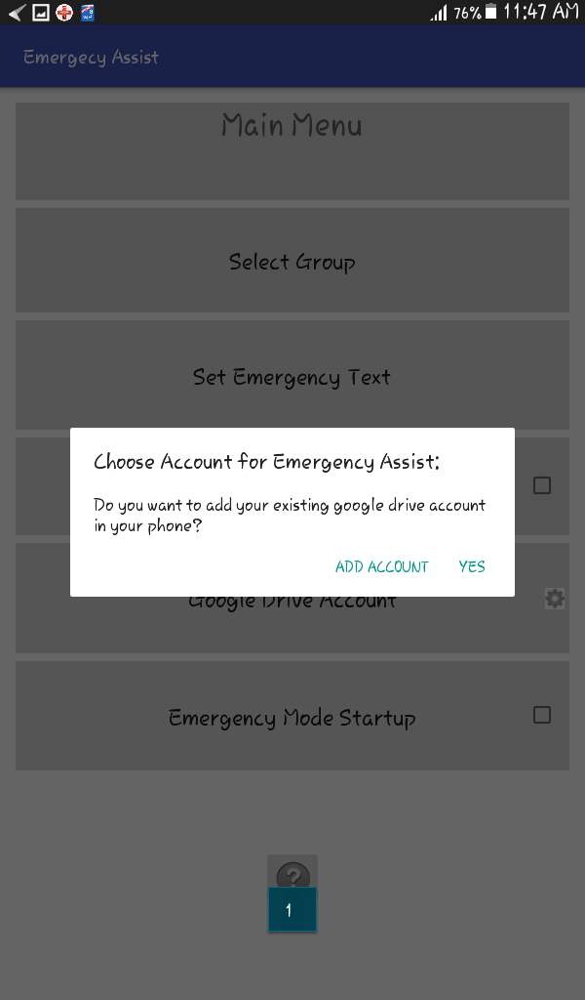 76% 11:47 AM
Emergecy Assist
Main Menu
Select Group
Set Emergency Text
Choose Account for Emergency Assist:
Do you want to add your existing google drive account
in your phone?
ADD ACCOUNT YES
Google Drive Account
Emergency Mode Startup
?
1